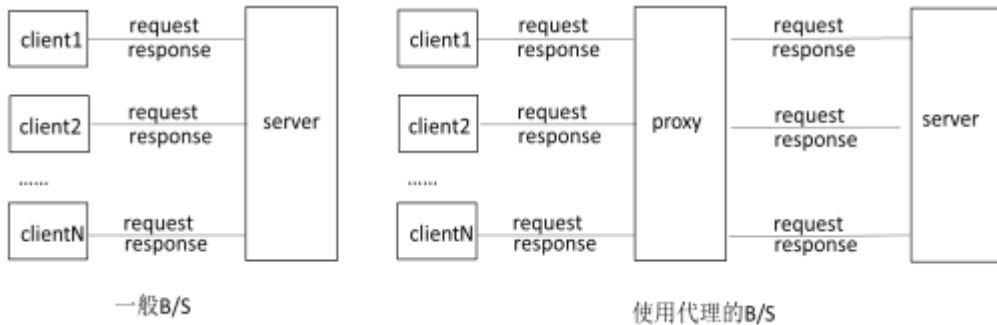 client1
request
response
client2
request
response
server
......
clientN
request
response
一般B/S
client1
request
response
request
response
client2
request
response
proxy
request
response
server
......
clientN
request
response
request
response
使用代理的B/S